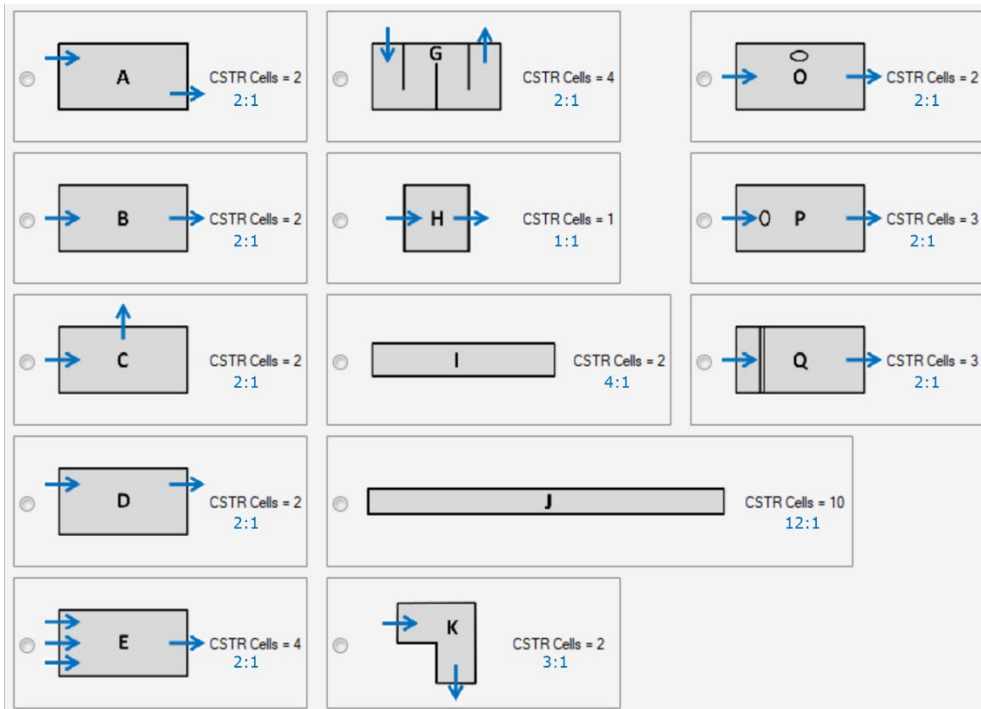 A
CSTR Cells = 2
2:1
G
CSTR Cells = 4
2:1
O
CSTR Cells = 2
2:1
B
CSTR Cells = 2
2:1
H
CSTR Cells = 1
1:1
P
CSTR Cells = 3
2:1
C
CSTR Cells = 2
2:1
I
CSTR Cells = 2
4:1
Q
CSTR Cells = 3
2:1
D
CSTR Cells = 2
2:1
J
CSTR Cells = 10
12:1
E
CSTR Cells = 4
2:1
K
CSTR Cells = 2
3:1